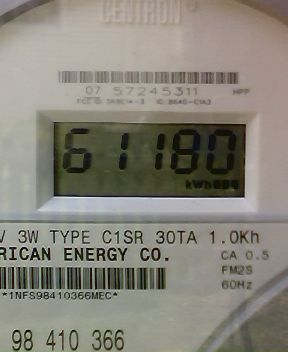 CENTRON
07 57245311 MPP
61180
kWh
V 3W TYPE C1SR 30TA 1.0Kh
RICAN ENERGY CO. CA 0.5
FM2S
60Hz
*1NFS98410366MEC*
98 410 366